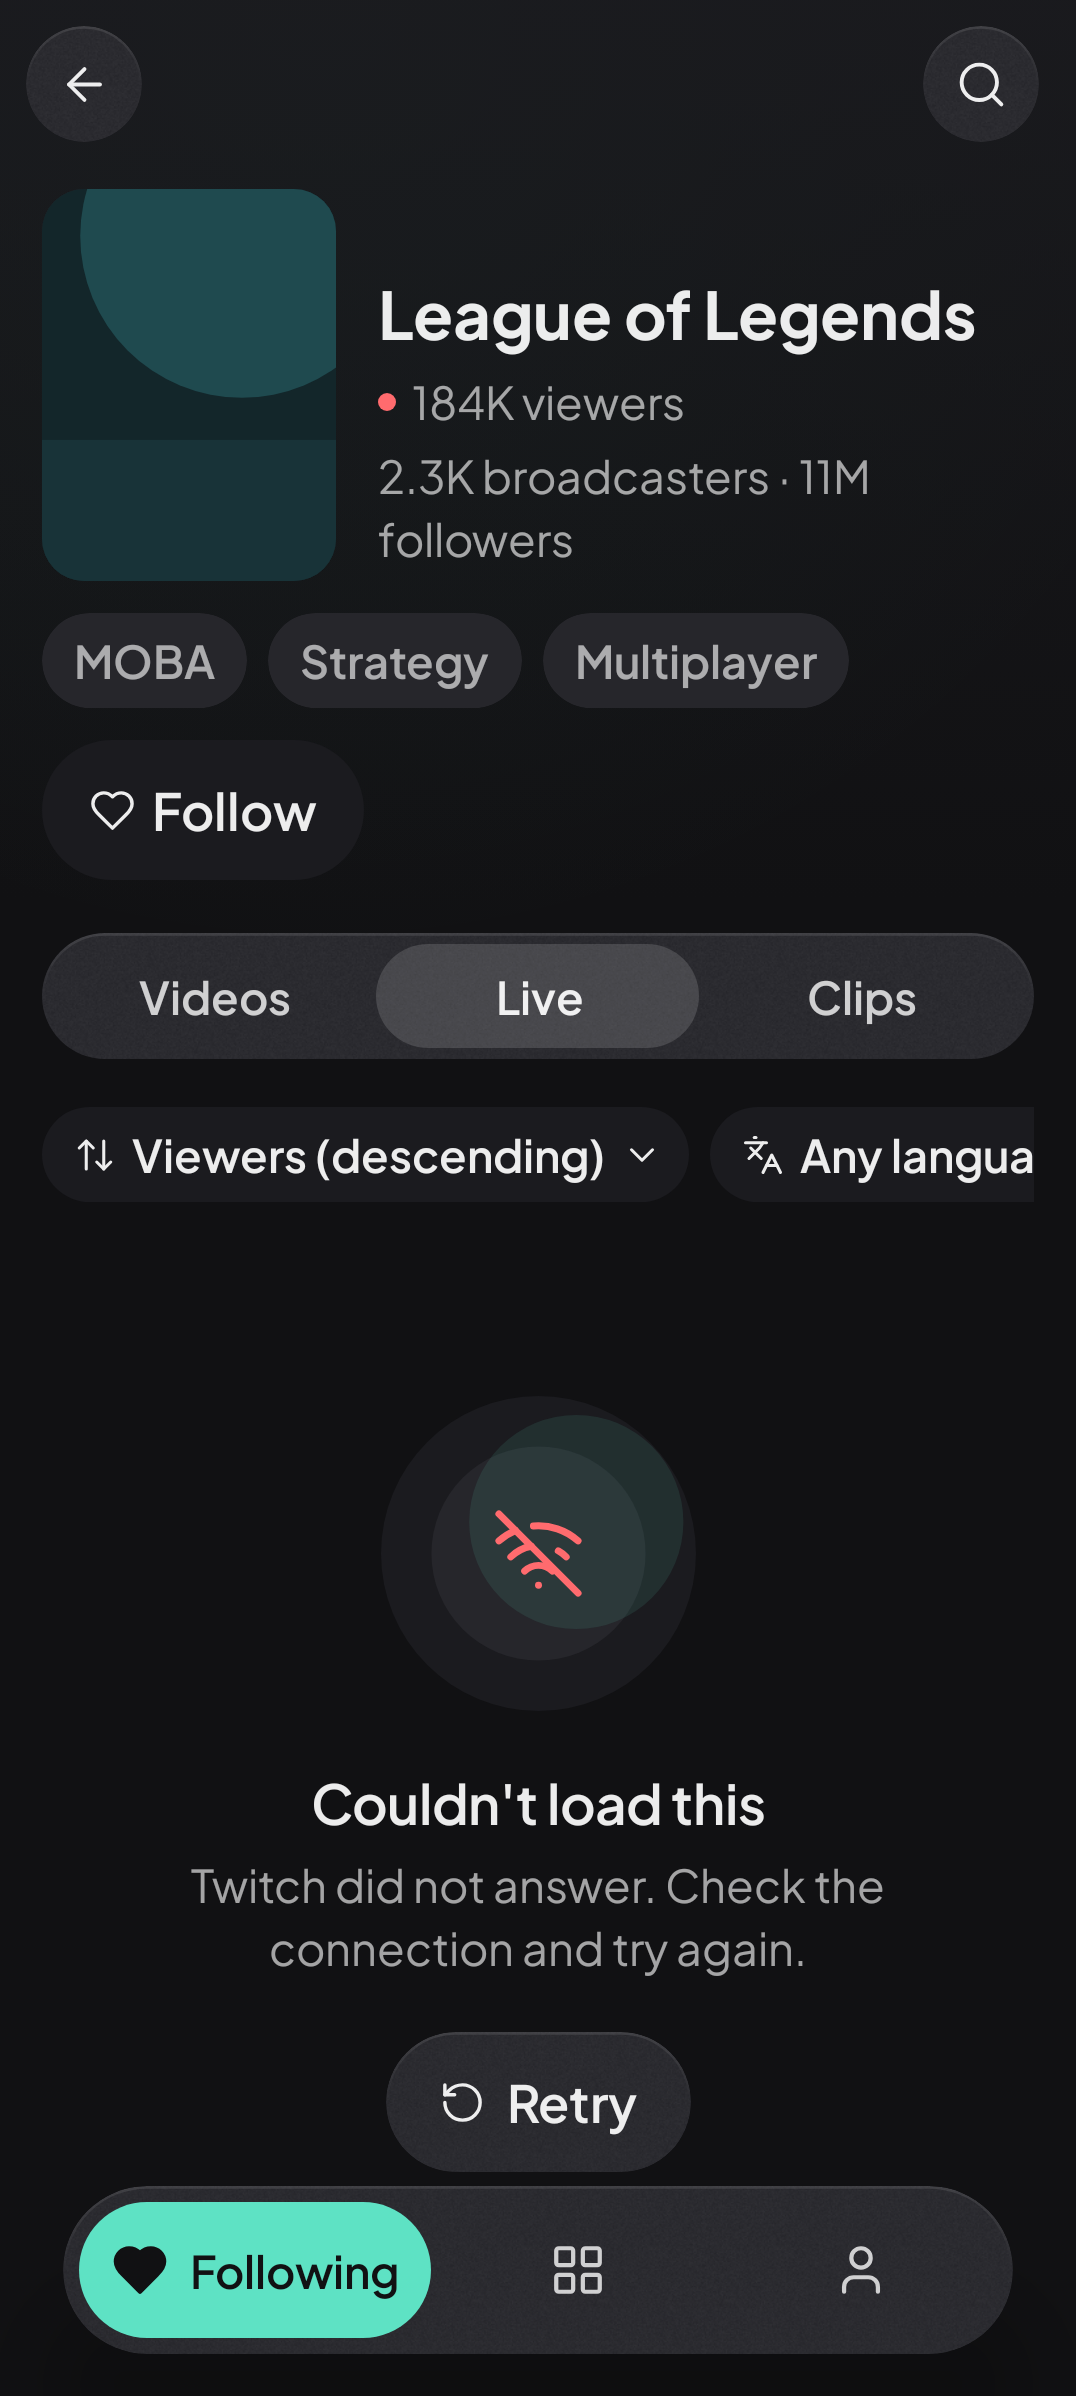 League of Legends
184K viewers
2.3K broadcasters · 11M
followers
MOBA
Strategy
Multiplayer
Follow
Videos
Live
Clips
Viewers (descending)
Any langua
Couldn't load this
Twitch did not answer. Check the
connection and try again.
Retry
Following